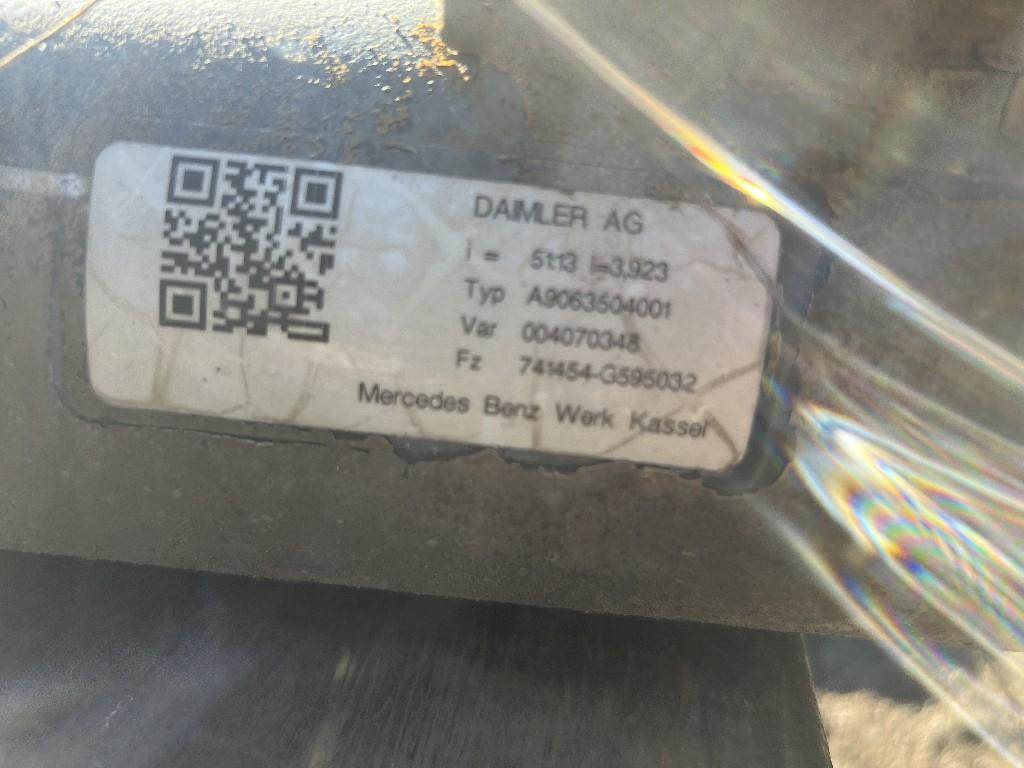 DAIMLER AG
i = 51:13 i=3,923
Typ A9063504001
Var 004070348
Fz 741454-G595032
Mercedes Benz Werk Kassel